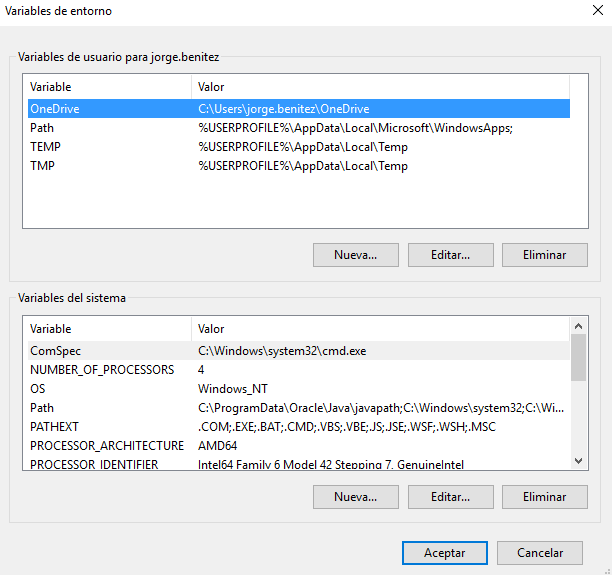 Variables de entorno
Variables de usuario para jorge.benitez
Variable Valor
OneDrive C:\Users\jorge.benitez\OneDrive
Path %USERPROFILE%\AppData\Local\Microsoft\WindowsApps;
TEMP %USERPROFILE%\AppData\Local\Temp
TMP %USERPROFILE%\AppData\Local\Temp
Nueva... Editar... Eliminar
Variables del sistema
Variable Valor
ComSpec C:\Windows\system32\cmd.exe
NUMBER_OF_PROCESSORS 4
OS Windows_NT
Path C:\ProgramData\Oracle\Java\javapath;C:\Windows\system32;C:\Wi...
PATHEXT .COM;.EXE;.BAT;.CMD;.VBS;.VBE;.JS;.JSE;.WSF;.WSH;.MSC
PROCESSOR_ARCHITECTURE AMD64
PROCESSOR_IDENTIFIER Intel64 Family 6 Model 42 Stepping 7, GenuineIntel
Nueva... Editar... Eliminar
Aceptar Cancelar